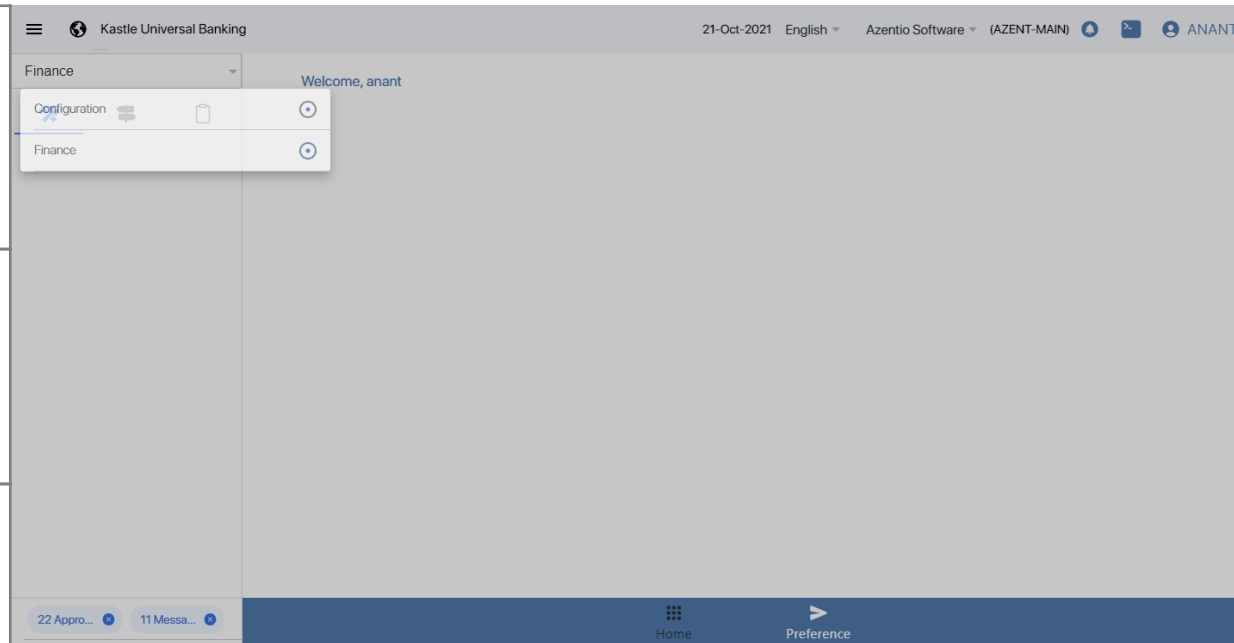 Kastle Universal Banking 21-Oct-2021 English Azentio Software (AZENT-MAIN) ANANT
Finance
Welcome, anant
Configuration
Finance
22 Appro... 11 Messa...
Home Preference